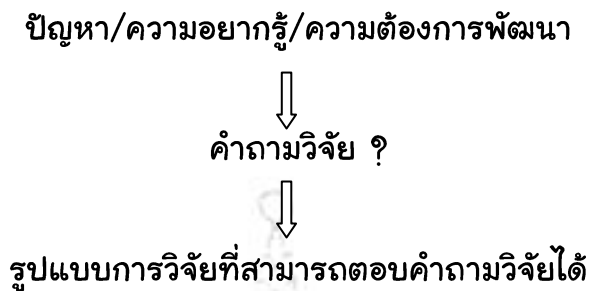 ปัญหา/ความอยากรู้/ความต้องการพัฒนา
คำถามวิจัย ?
รูปแบบการวิจัยที่สามารถตอบคำถามวิจัยได้